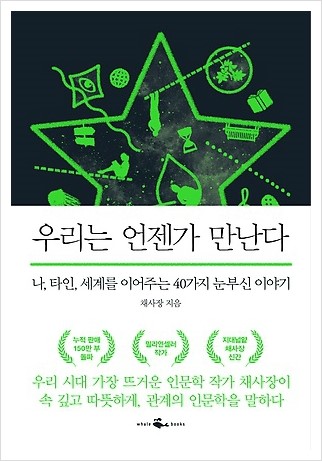 우리는 언젠가 만난다
나, 타인, 세계를 이어주는 40가지 눈부신 이야기
채사장 지음
누적 판매
150만 부
돌파
밀리언셀러
작가
지대넓얕
채사장
신간
우리 시대 가장 뜨거운 인문학 작가 채사장이
속 깊고 따뜻하게, 관계의 인문학을 말하다
whale books